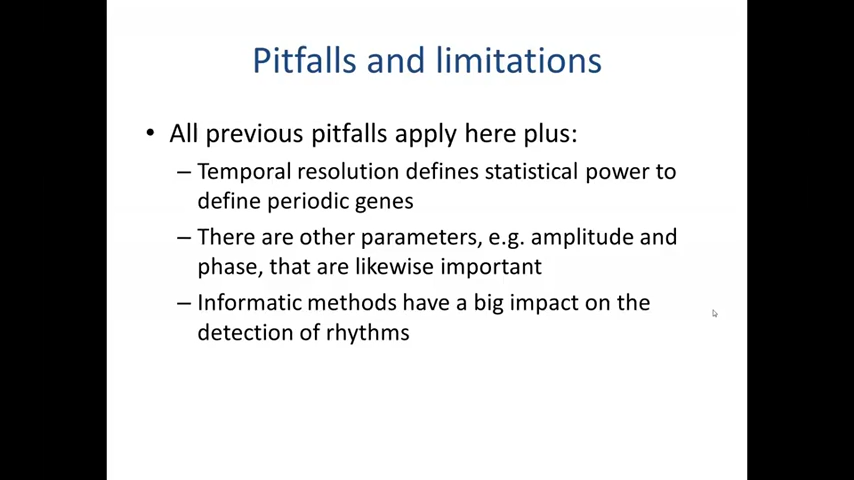 Pitfalls and limitations
• All previous pitfalls apply here plus:
– Temporal resolution defines statistical power to
define periodic genes
– There are other parameters, e.g. amplitude and
phase, that are likewise important
– Informatic methods have a big impact on the
detection of rhythms